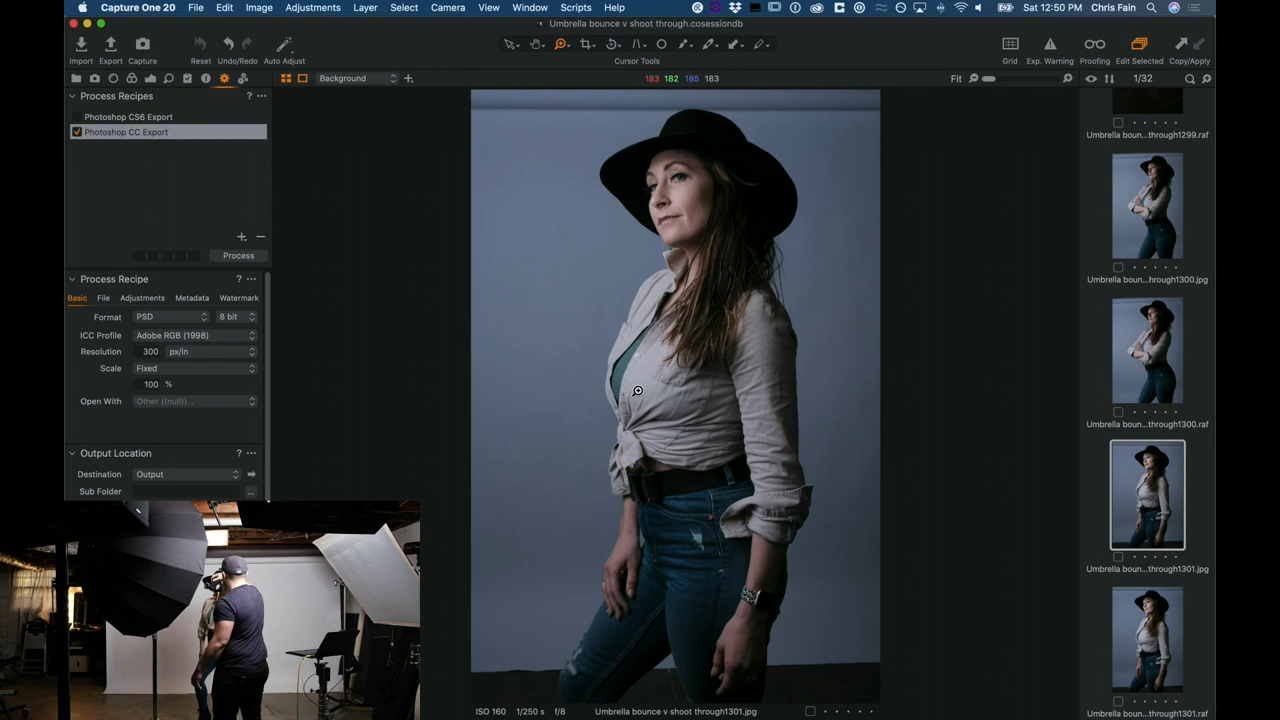 Capture One 20 File Edit Image Adjustments Layer Select Camera View Window Scripts Help Sat 12:50 PM Chris Fain
Umbrella bounce v shoot through.cosessiondb
Import Export Capture Reset Undo/Redo Auto Adjust Cursor Tools Grid Exp. Warning Proofing Edit Selected Copy/Apply
Background 183 182 185 183 Fit 1/32
Process Recipes ? ...
Photoshop CS6 Export
Photoshop CC Export
Process
Process Recipe ? ...
Basic File Adjustments Metadata Watermark
Format PSD 8 bit
ICC Profile Adobe RGB (1998)
Resolution 300 px/in
Scale Fixed
100 %
Open With Other ((null))...
Output Location ? ...
Destination Output
Sub Folder ...
Umbrella boun...through1299.raf
Umbrella boun...hrough1300.jpg
Umbrella boun...through1300.raf
Umbrella boun...through1301.jpg
Umbrella boun...through1301.raf
ISO 160 1/250 s f/8 Umbrella bounce v shoot through1301.jpg